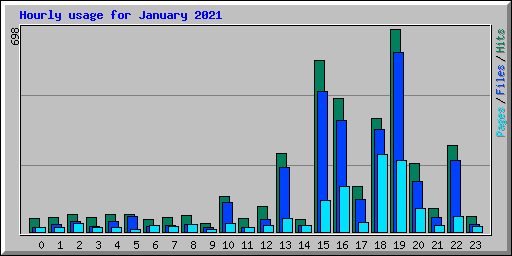 Hourly usage for January 2021
698
Pages/Files/Hits
0 1 2 3 4 5 6 7 8 9 10 11 12 13 14 15 16 17 18 19 20 21 22 23